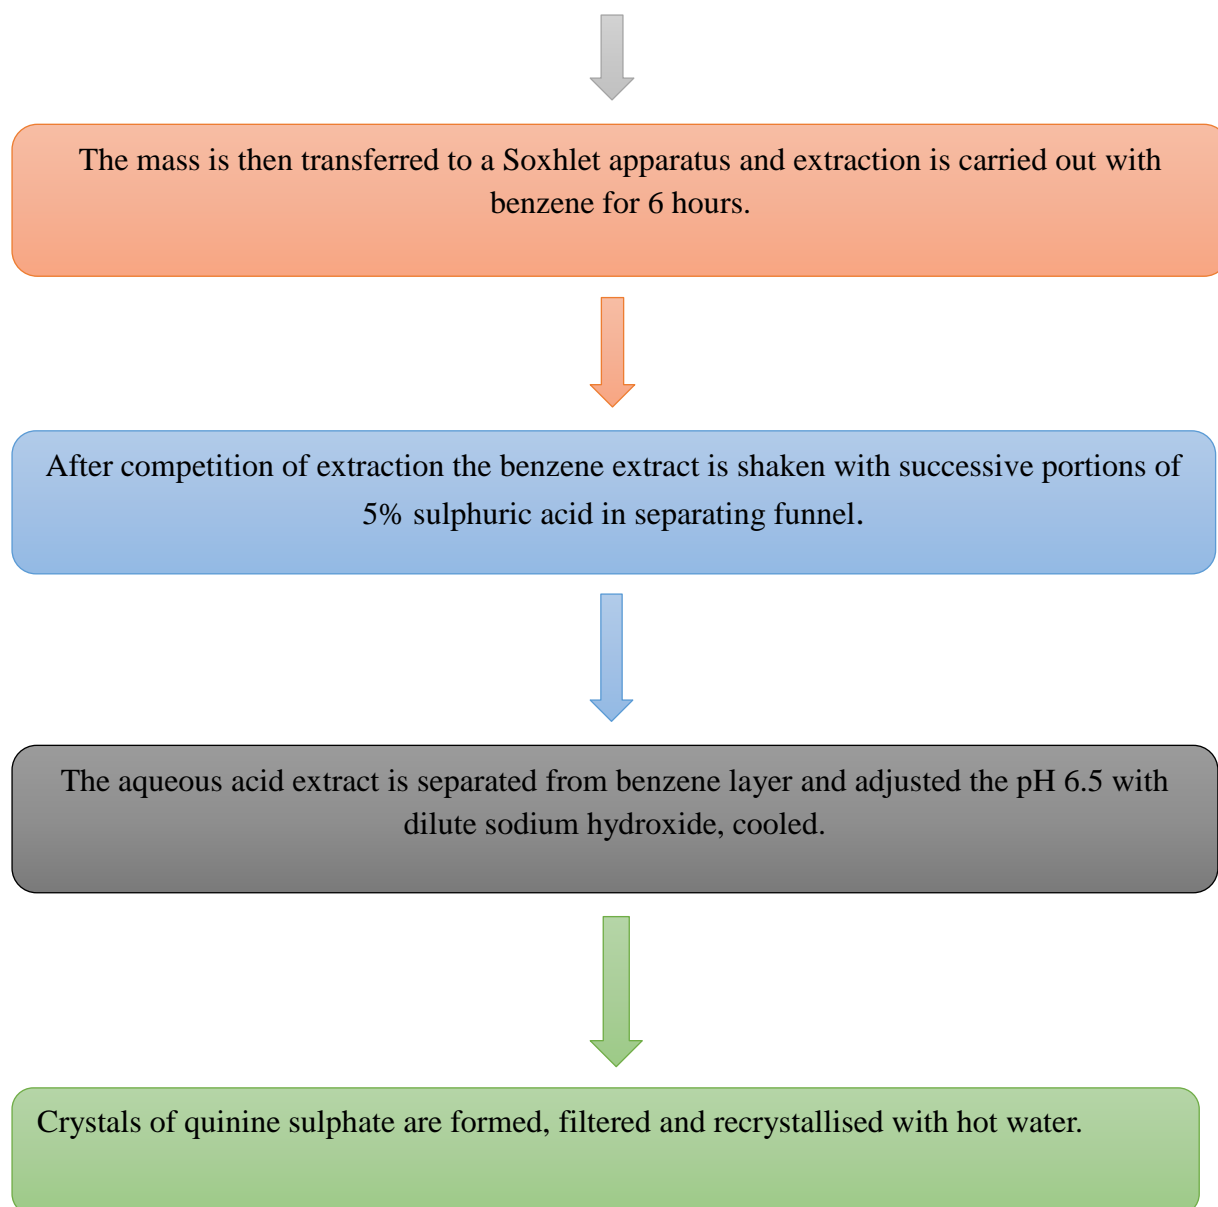 The mass is then transferred to a Soxhlet apparatus and extraction is carried out with
benzene for 6 hours.
After competition of extraction the benzene extract is shaken with successive portions of
5% sulphuric acid in separating funnel.
The aqueous acid extract is separated from benzene layer and adjusted the pH 6.5 with
dilute sodium hydroxide, cooled.
Crystals of quinine sulphate are formed, filtered and recrystallised with hot water.